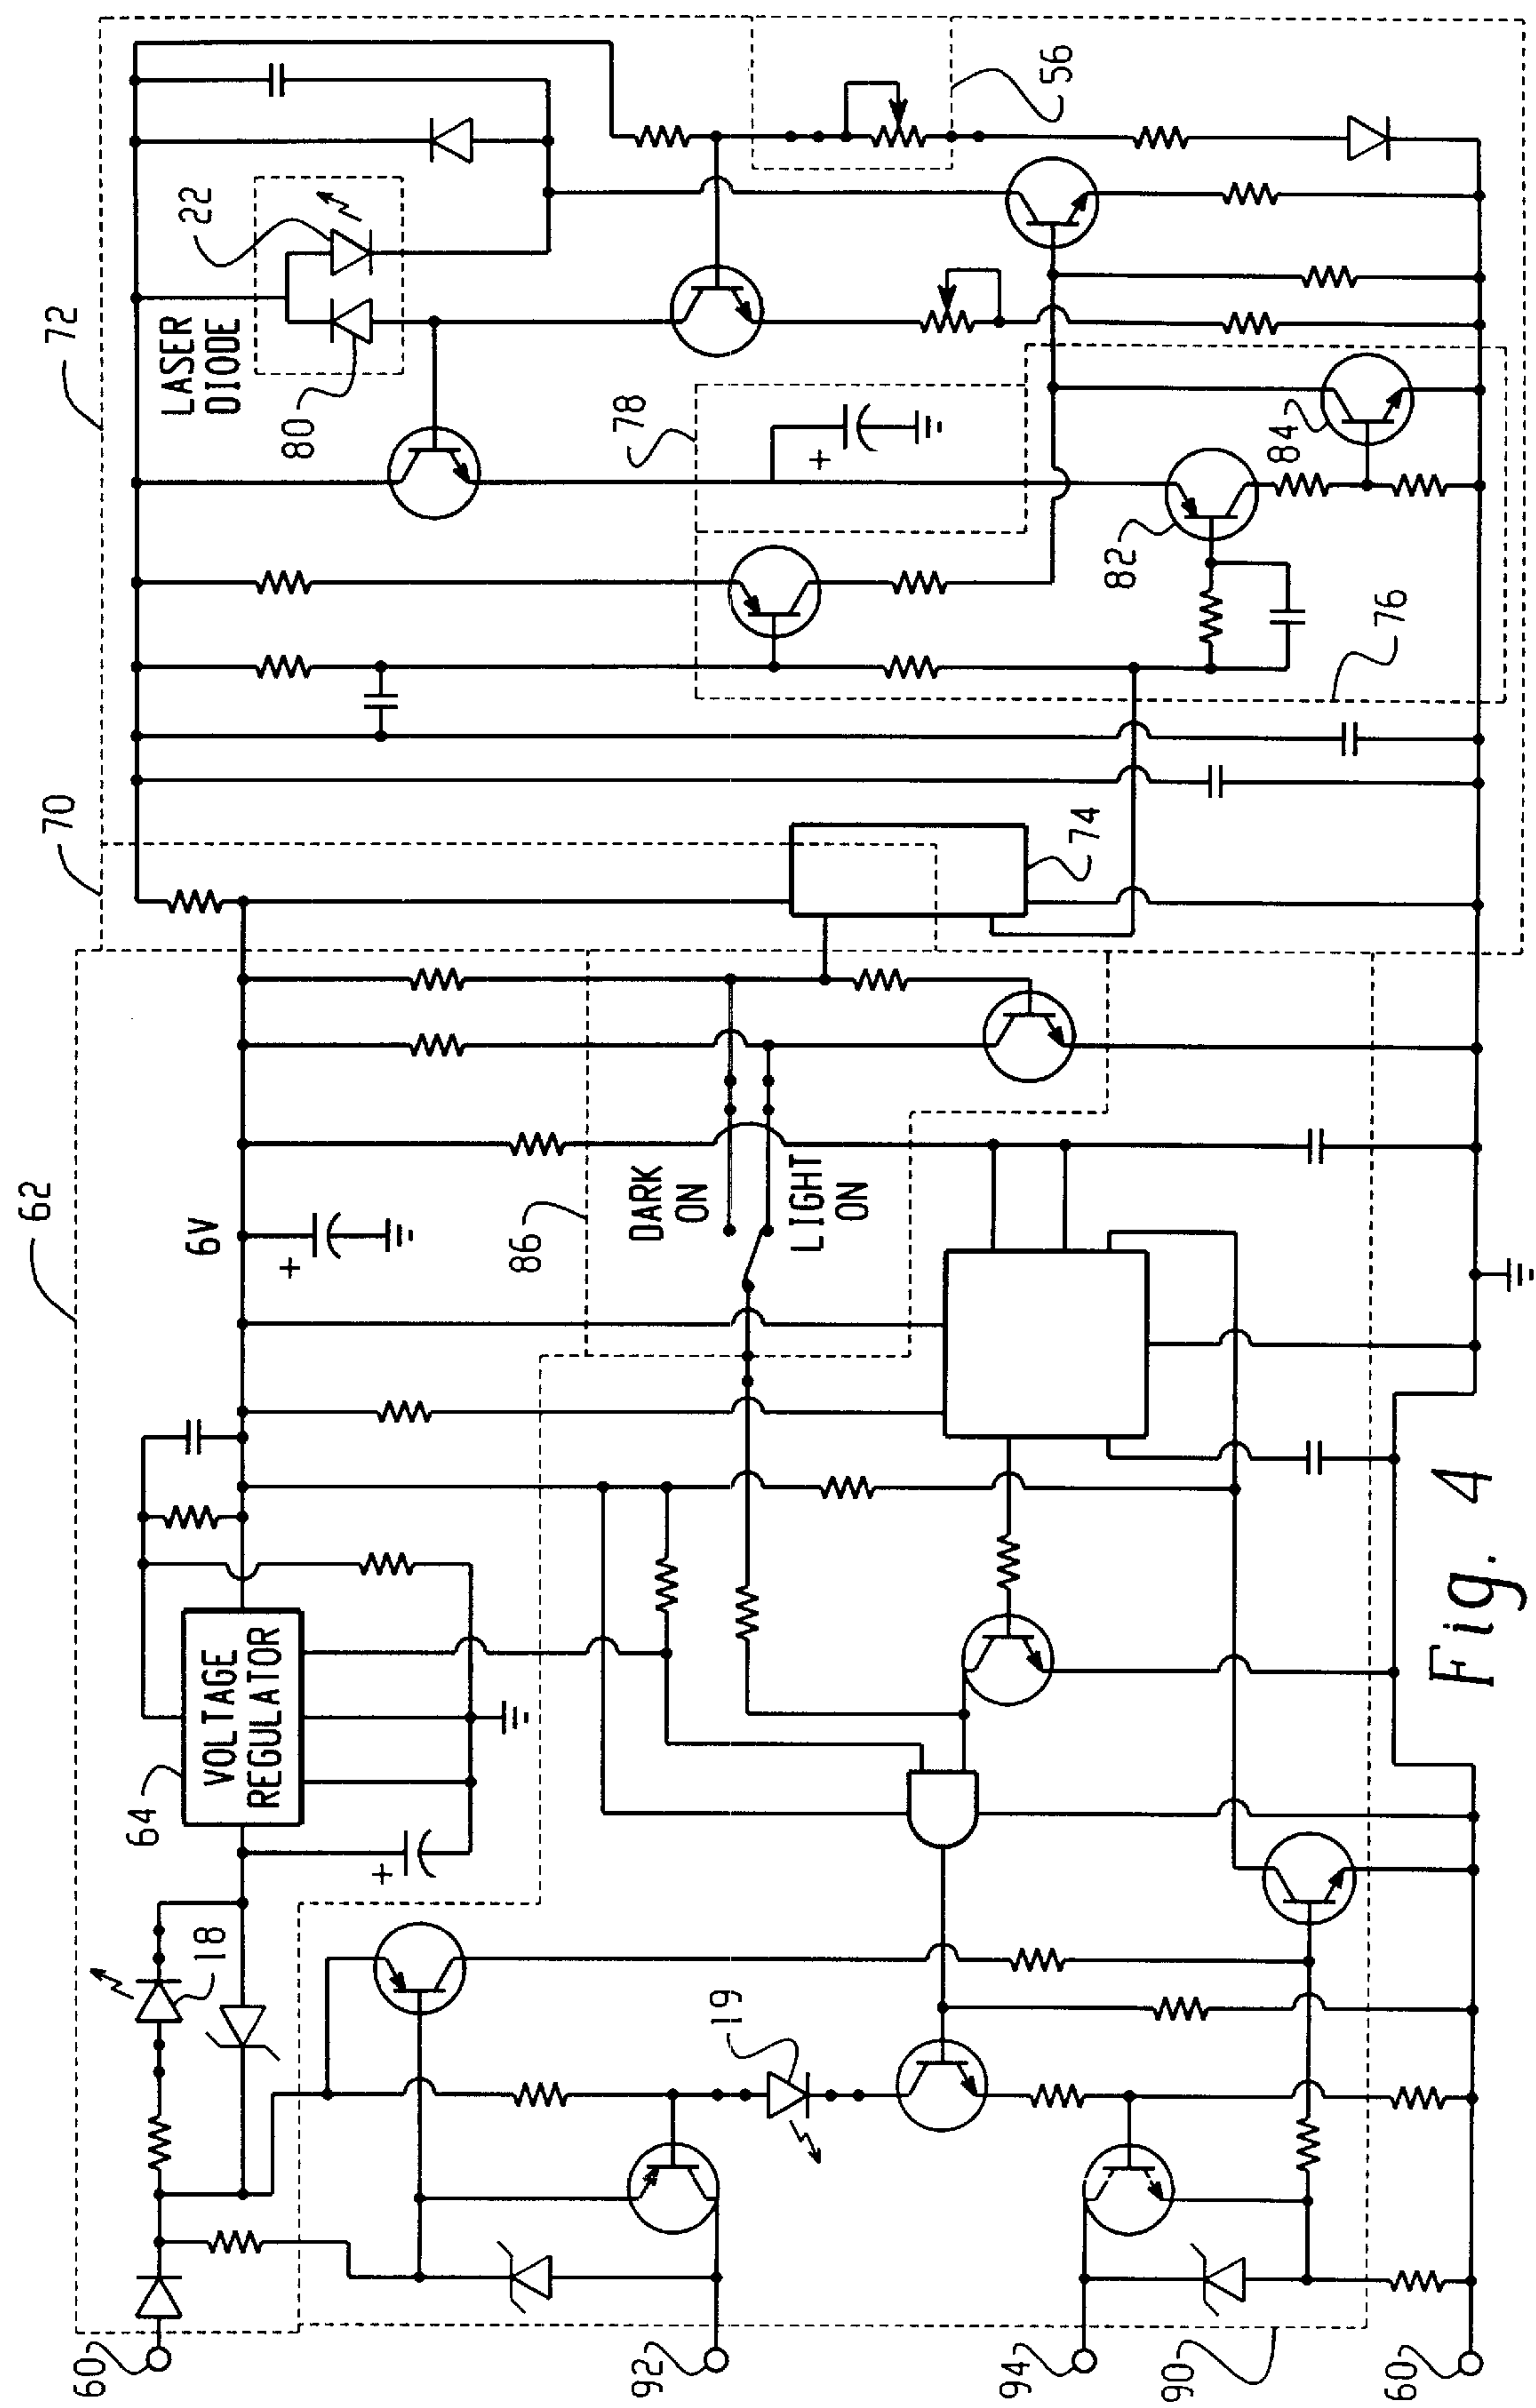 62
70
72
64
VOLTAGE
REGULATOR
6V
+
+
LASER
DIODE
22
80
18
86
DARK
ON
LIGHT
ON
78
+
56
19
74
82
84
76
60
92
94
90
60
Fig. 4